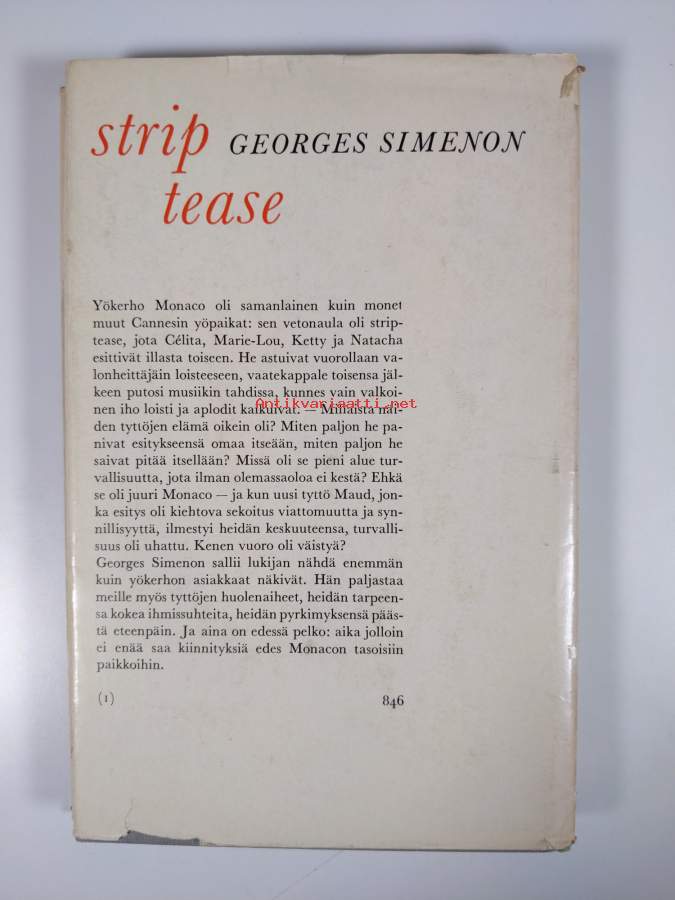 strip GEORGES SIMENON
tease
Yökerho Monaco oli samanlainen kuin monet
muut Cannesin yöpaikat: sen vetonaula oli strip-
tease, jota Célita, Marie-Lou, Ketty ja Natacha
esittivät illasta toiseen. He astuivat vuorollaan va-
lonheittäjäin loisteeseen, vaatekappale toisensa jäl-
keen putosi musiikin tahdissa, kunnes vain valkoi-
Antikvariaatti.net
nen iho loisti ja aplodit kaikuivat. — Millaista näi-
den tyttöjen elämä oikein oli? Miten paljon he pa-
nivat esitykseensä omaa itseään, miten paljon he
saivat pitää itsellään? Missä oli se pieni alue tur-
vallisuutta, jota ilman olemassaoloa ei kestä? Ehkä
se oli juuri Monaco — ja kun uusi tyttö Maud, jon-
ka esitys oli kiehtova sekoitus viattomuutta ja syn-
nillisyyttä, ilmestyi heidän keskuuteensa, turvalli-
suus oli uhattu. Kenen vuoro oli väistyä?
Georges Simenon sallii lukijan nähdä enemmän
kuin yökerhon asiakkaat näkivät. Hän paljastaa
meille myös tyttöjen huolenaiheet, heidän tarpeen-
sa kokea ihmissuhteita, heidän pyrkimyksensä pääs-
tä eteenpäin. Ja aina on edessä pelko: aika jolloin
ei enää saa kiinnityksiä edes Monacon tasoisiin
paikkoihin.
(1) 846